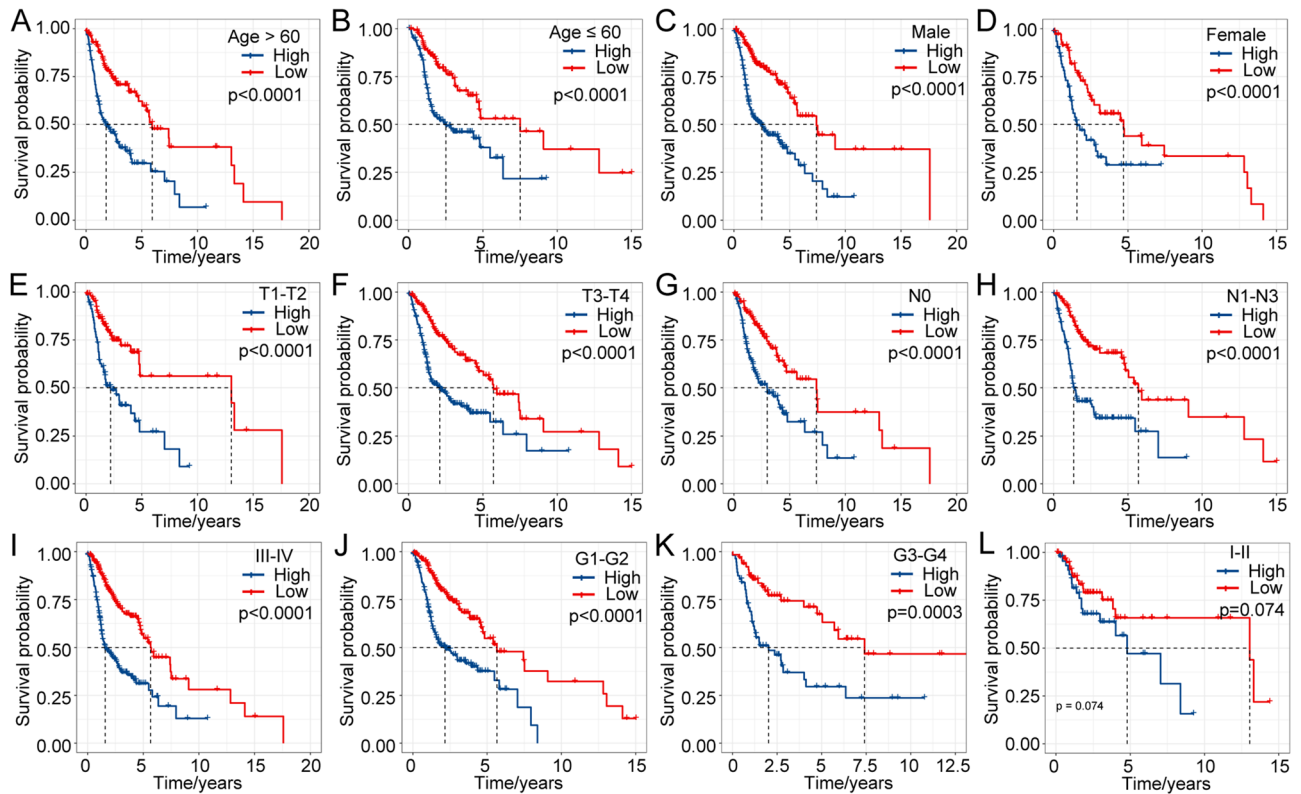 A
Survival probability
1.00
0.75
0.50
0.25
0.00
Age > 60
High
Low
p<0.0001
0 5 10 15 20
Time/years
B
Survival probability
1.00
0.75
0.50
0.25
0.00
Age ≤ 60
High
Low
p<0.0001
0 5 10 15
Time/years
C
Survival probability
1.00
0.75
0.50
0.25
0.00
Male
High
Low
p<0.0001
0 5 10 15 20
Time/years
D
Survival probability
1.00
0.75
0.50
0.25
0.00
Female
High
Low
p<0.0001
0 5 10 15
Time/years
E
Survival probability
1.00
0.75
0.50
0.25
0.00
T1-T2
High
Low
p<0.0001
0 5 10 15 20
Time/years
F
Survival probability
1.00
0.75
0.50
0.25
0.00
T3-T4
High
Low
p<0.0001
0 5 10 15
Time/years
G
Survival probability
1.00
0.75
0.50
0.25
0.00
N0
High
Low
p<0.0001
0 5 10 15 20
Time/years
H
Survival probability
1.00
0.75
0.50
0.25
0.00
N1-N3
High
Low
p<0.0001
0 5 10 15
Time/years
I
Survival probability
1.00
0.75
0.50
0.25
0.00
III-IV
High
Low
p<0.0001
0 5 10 15 20
Time/years
J
Survival probability
1.00
0.75
0.50
0.25
0.00
G1-G2
High
Low
p<0.0001
0 5 10 15
Time/years
K
Survival probability
1.00
0.75
0.50
0.25
0.00
G3-G4
High
Low
p=0.0003
0 2.5 5 7.5 10 12.5
Time/years
L
Survival probability
1.00
0.75
0.50
0.25
0.00
I-II
High
Low
p=0.074
p = 0.074
0 5 10 15
Time/years